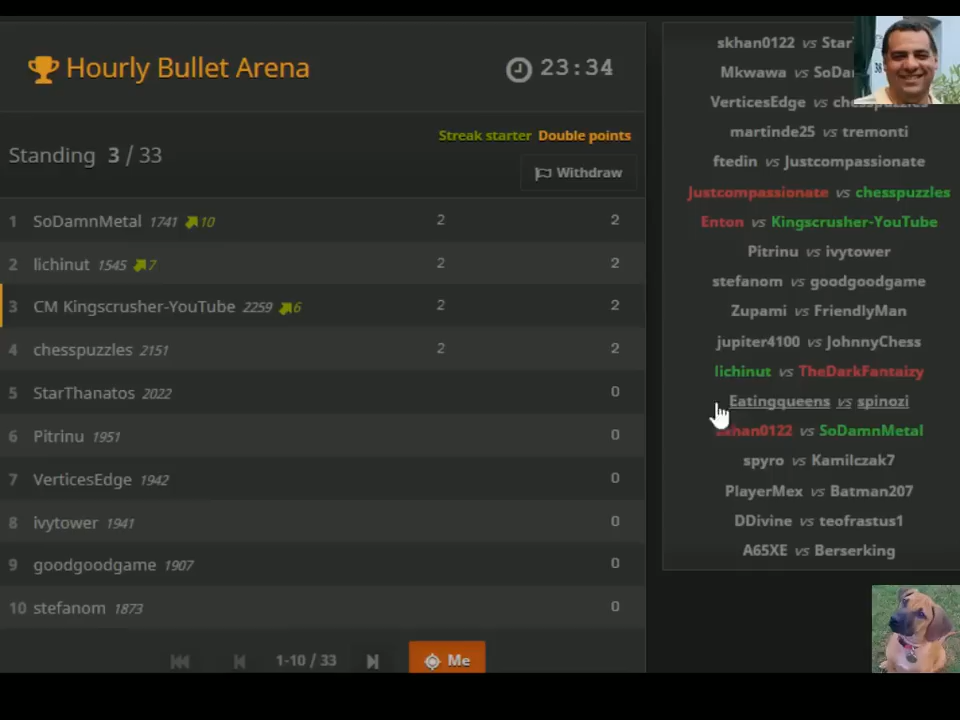 Hourly Bullet Arena
23:34
Streak starter Double points
Standing 3 / 33
Withdraw
1 SoDamnMetal 1741 10 2 2
2 lichinut 1545 7 2 2
3 CM Kingscrusher-YouTube 2259 6 2 2
4 chesspuzzles 2151 2 2
5 StarThanatos 2022 0
6 Pitrinu 1951 0
7 VerticesEdge 1942 0
8 ivytower 1941 0
9 goodgoodgame 1907 0
10 stefanom 1873 0
1-10 / 33
Me
skhan0122 vs Star
Mkwawa vs SoDa
VerticesEdge vs chesspuzzles
martinde25 vs tremonti
ftedin vs Justcompassionate
Justcompassionate vs chesspuzzles
Enton vs Kingscrusher-YouTube
Pitrinu vs ivytower
stefanom vs goodgoodgame
Zupami vs FriendlyMan
jupiter4100 vs JohnnyChess
lichinut vs TheDarkFantaizy
Eatingqueens vs spinozi
skhan0122 vs SoDamnMetal
spyro vs Kamilczak7
PlayerMex vs Batman207
DDivine vs teofrastus1
A65XE vs Berserking